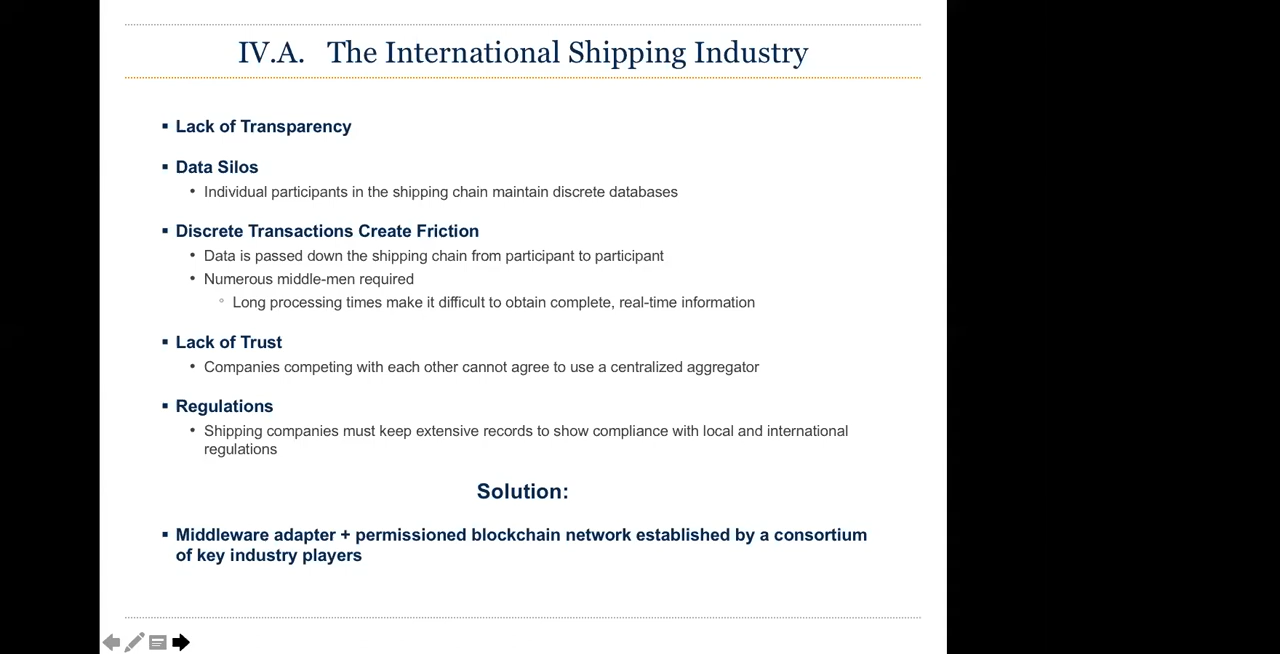 IV.A. The International Shipping Industry
▪ Lack of Transparency
▪ Data Silos
• Individual participants in the shipping chain maintain discrete databases
▪ Discrete Transactions Create Friction
• Data is passed down the shipping chain from participant to participant
• Numerous middle-men required
◦ Long processing times make it difficult to obtain complete, real-time information
▪ Lack of Trust
• Companies competing with each other cannot agree to use a centralized aggregator
▪ Regulations
• Shipping companies must keep extensive records to show compliance with local and international
regulations
Solution:
▪ Middleware adapter + permissioned blockchain network established by a consortium
of key industry players